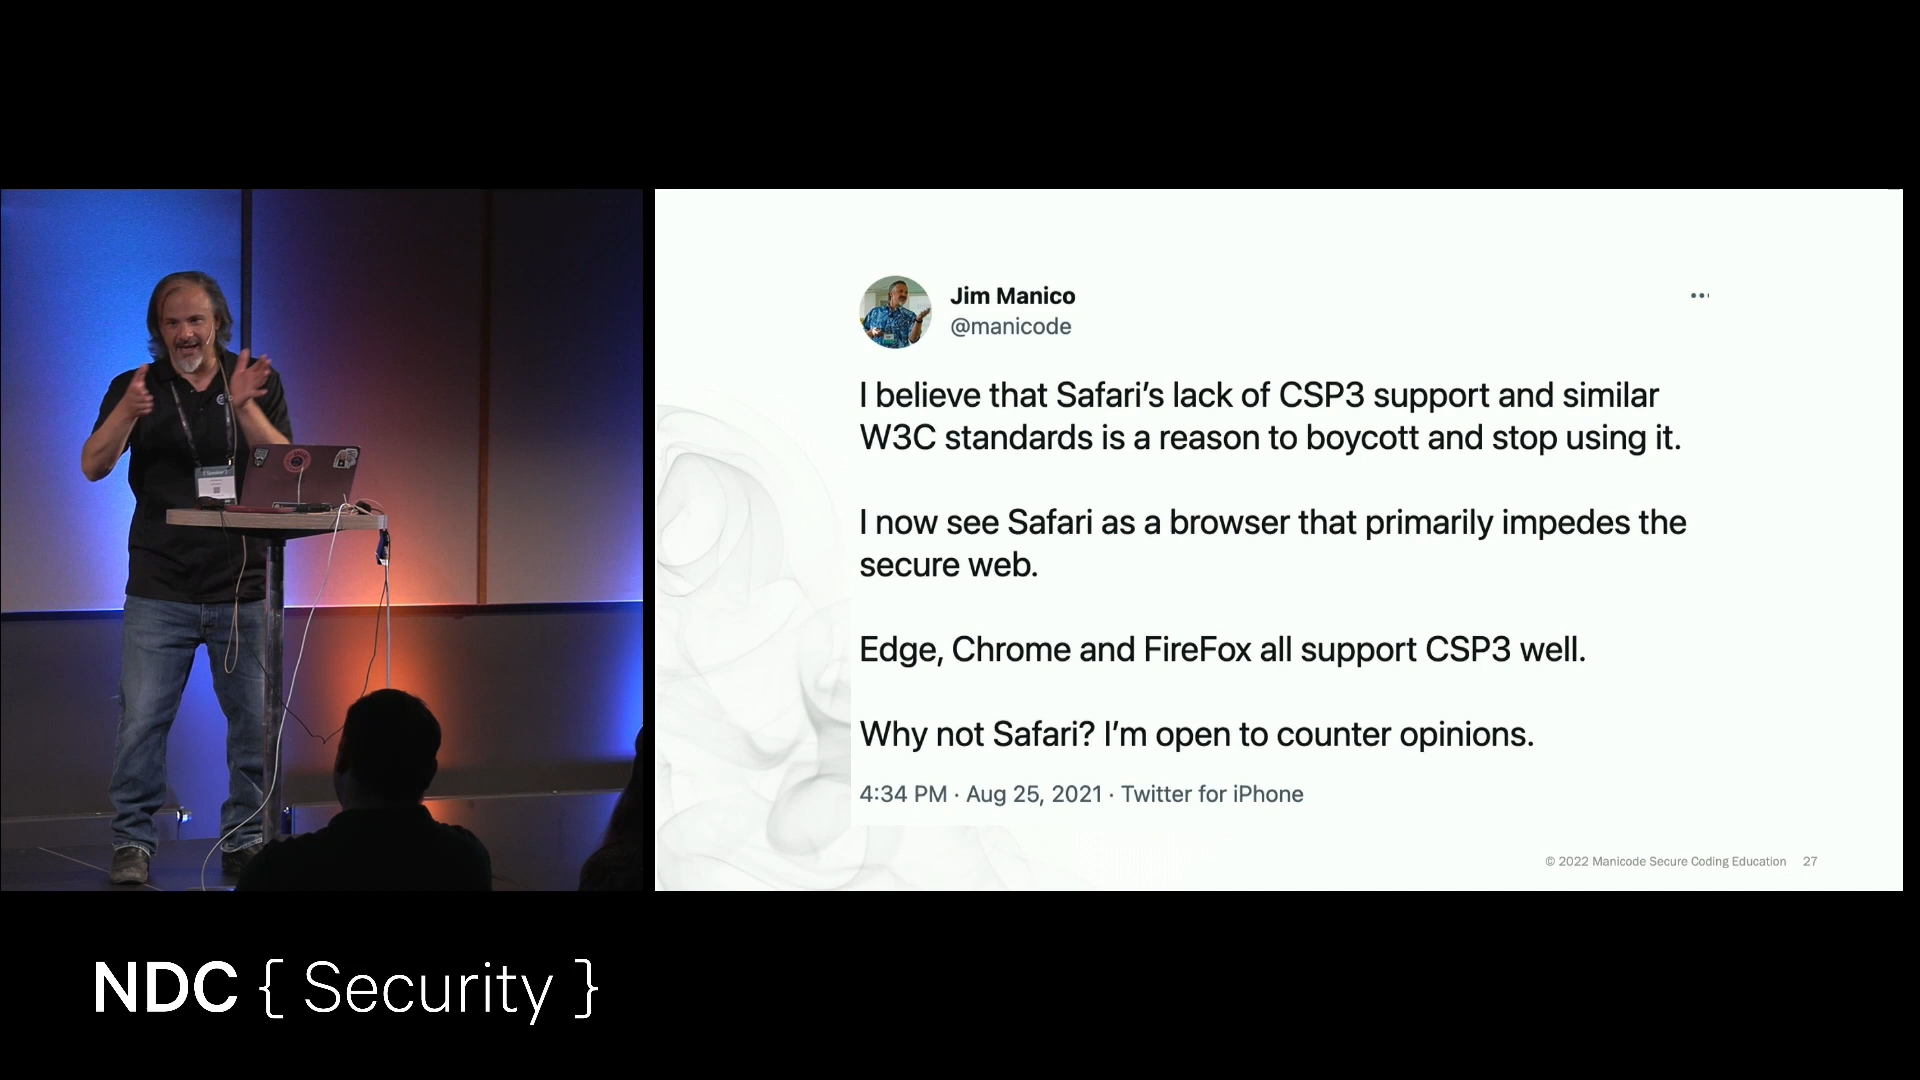 Jim Manico
@manicode
I believe that Safari’s lack of CSP3 support and similar
W3C standards is a reason to boycott and stop using it.
I now see Safari as a browser that primarily impedes the
secure web.
Edge, Chrome and FireFox all support CSP3 well.
Why not Safari? I’m open to counter opinions.
4:34 PM · Aug 25, 2021 · Twitter for iPhone
© 2022 Manicode Secure Coding Education 27
NDC { Security }